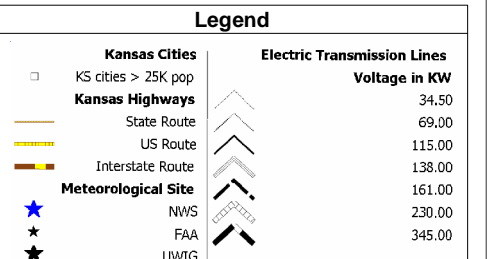 Legend
Kansas Cities
KS cities > 25K pop
Kansas Highways
State Route
US Route
Interstate Route
Meteorological Site
NWS
FAA
UWIG
Electric Transmission Lines
Voltage in KW
34.50
69.00
115.00
138.00
161.00
230.00
345.00